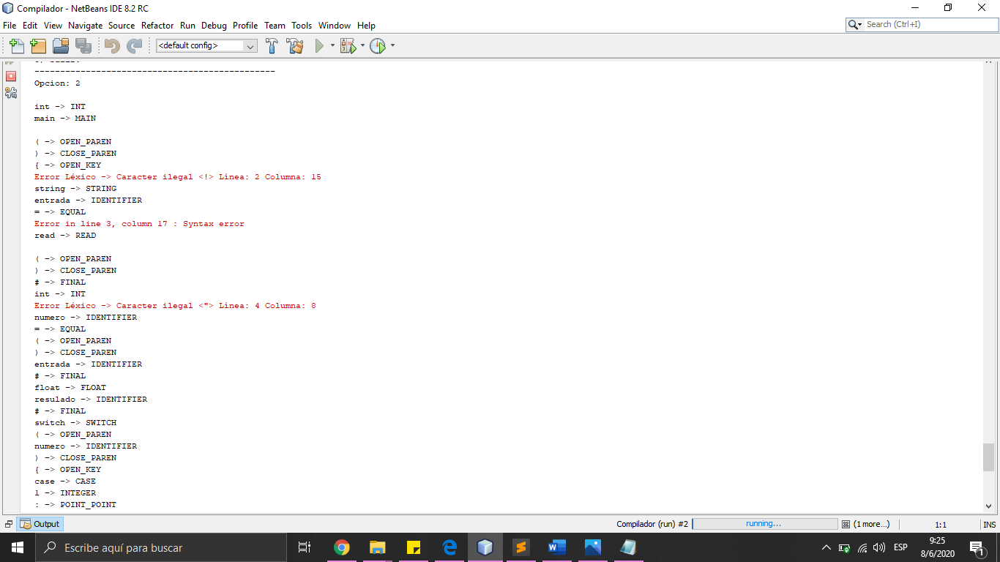 Compilador - NetBeans IDE 8.2 RC
File Edit View Navigate Source Refactor Run Debug Profile Team Tools Window Help
Search (Ctrl+I)
<default config>
------------------------------------------------
Opcion: 2
int -> INT
main -> MAIN
( -> OPEN_PAREN
) -> CLOSE_PAREN
{ -> OPEN_KEY
Error Léxico -> Caracter ilegal <!> Línea: 2 Columna: 15
string -> STRING
entrada -> IDENTIFIER
= -> EQUAL
Error in line 3, column 17 : Syntax error
read -> READ
( -> OPEN_PAREN
) -> CLOSE_PAREN
# -> FINAL
int -> INT
Error Léxico -> Caracter ilegal <"> Línea: 4 Columna: 8
numero -> IDENTIFIER
= -> EQUAL
( -> OPEN_PAREN
) -> CLOSE_PAREN
entrada -> IDENTIFIER
# -> FINAL
float -> FLOAT
resulado -> IDENTIFIER
# -> FINAL
switch -> SWITCH
( -> OPEN_PAREN
numero -> IDENTIFIER
) -> CLOSE_PAREN
{ -> OPEN_KEY
case -> CASE
1 -> INTEGER
: -> POINT_POINT
Output
Compilador (run) #2 running... (1 more...) 1:1 INS
Escribe aquí para buscar
ESP
9:25
8/6/2020
1